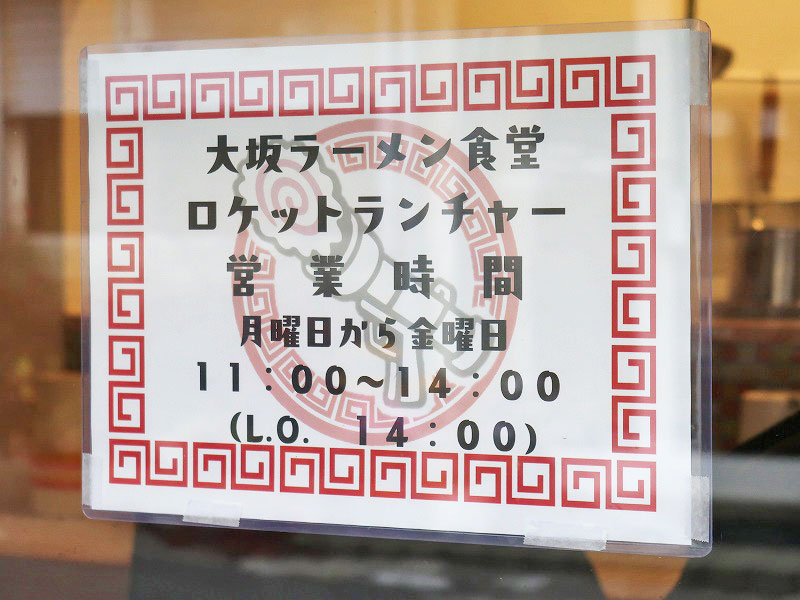 大坂ラーメン食堂
ロケットランチャー
営業時間
月曜日から金曜日
11:00～14:00
(L.O. 14:00)